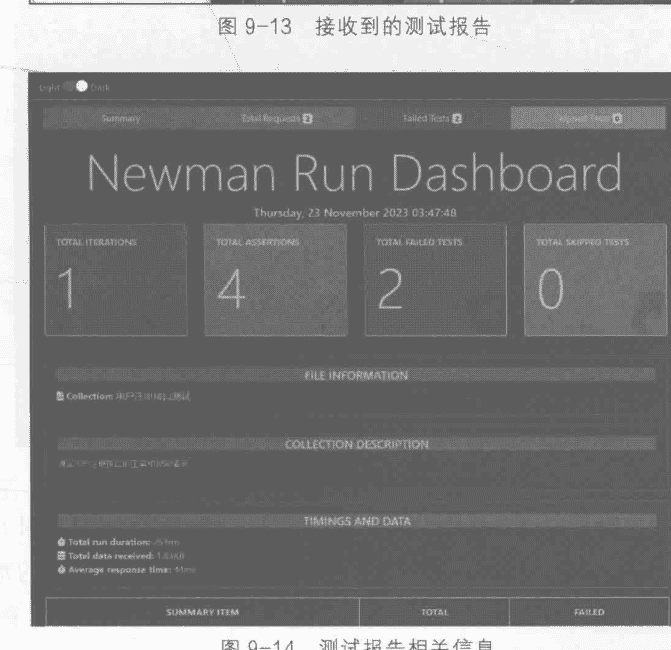 图 9-13 接收到的测试报告
Light Dark
Summary Total Requests 2 Failed Tests 2 Skipped Tests 0
Newman Run Dashboard
Thursday, 23 November 2023 03:47:48
TOTAL ITERATIONS TOTAL ASSERTIONS TOTAL FAILED TESTS TOTAL SKIPPED TESTS
1 4 2 0
FILE INFORMATION
Collection:
COLLECTION DESCRIPTION
TIMINGS AND DATA
Total run duration:
Total data received:
Average response time:
SUMMARY ITEM TOTAL FAILED
图 9-14 测试报告相关信息